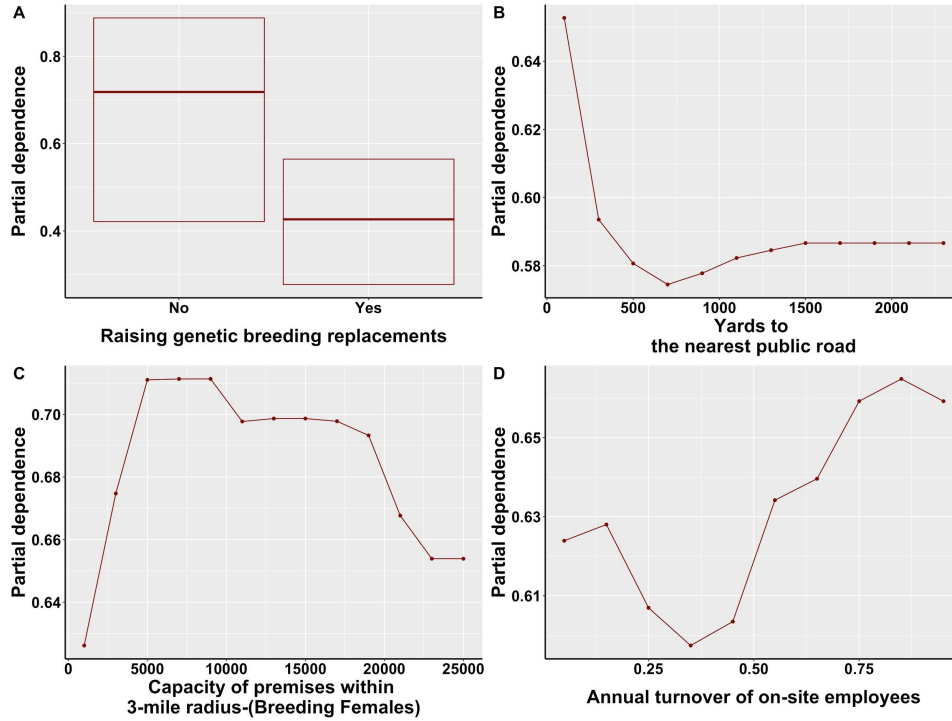 A
Partial dependence
0.8
0.6
0.4
No
Yes
Raising genetic breeding replacements
B
Partial dependence
0.64
0.62
0.60
0.58
0
500
1000
1500
2000
Yards to
the nearest public road
C
Partial dependence
0.70
0.68
0.66
0.64
0
5000
10000
15000
20000
25000
Capacity of premises within
3-mile radius-(Breeding Females)
D
Partial dependence
0.65
0.63
0.61
0.25
0.50
0.75
Annual turnover of on-site employees